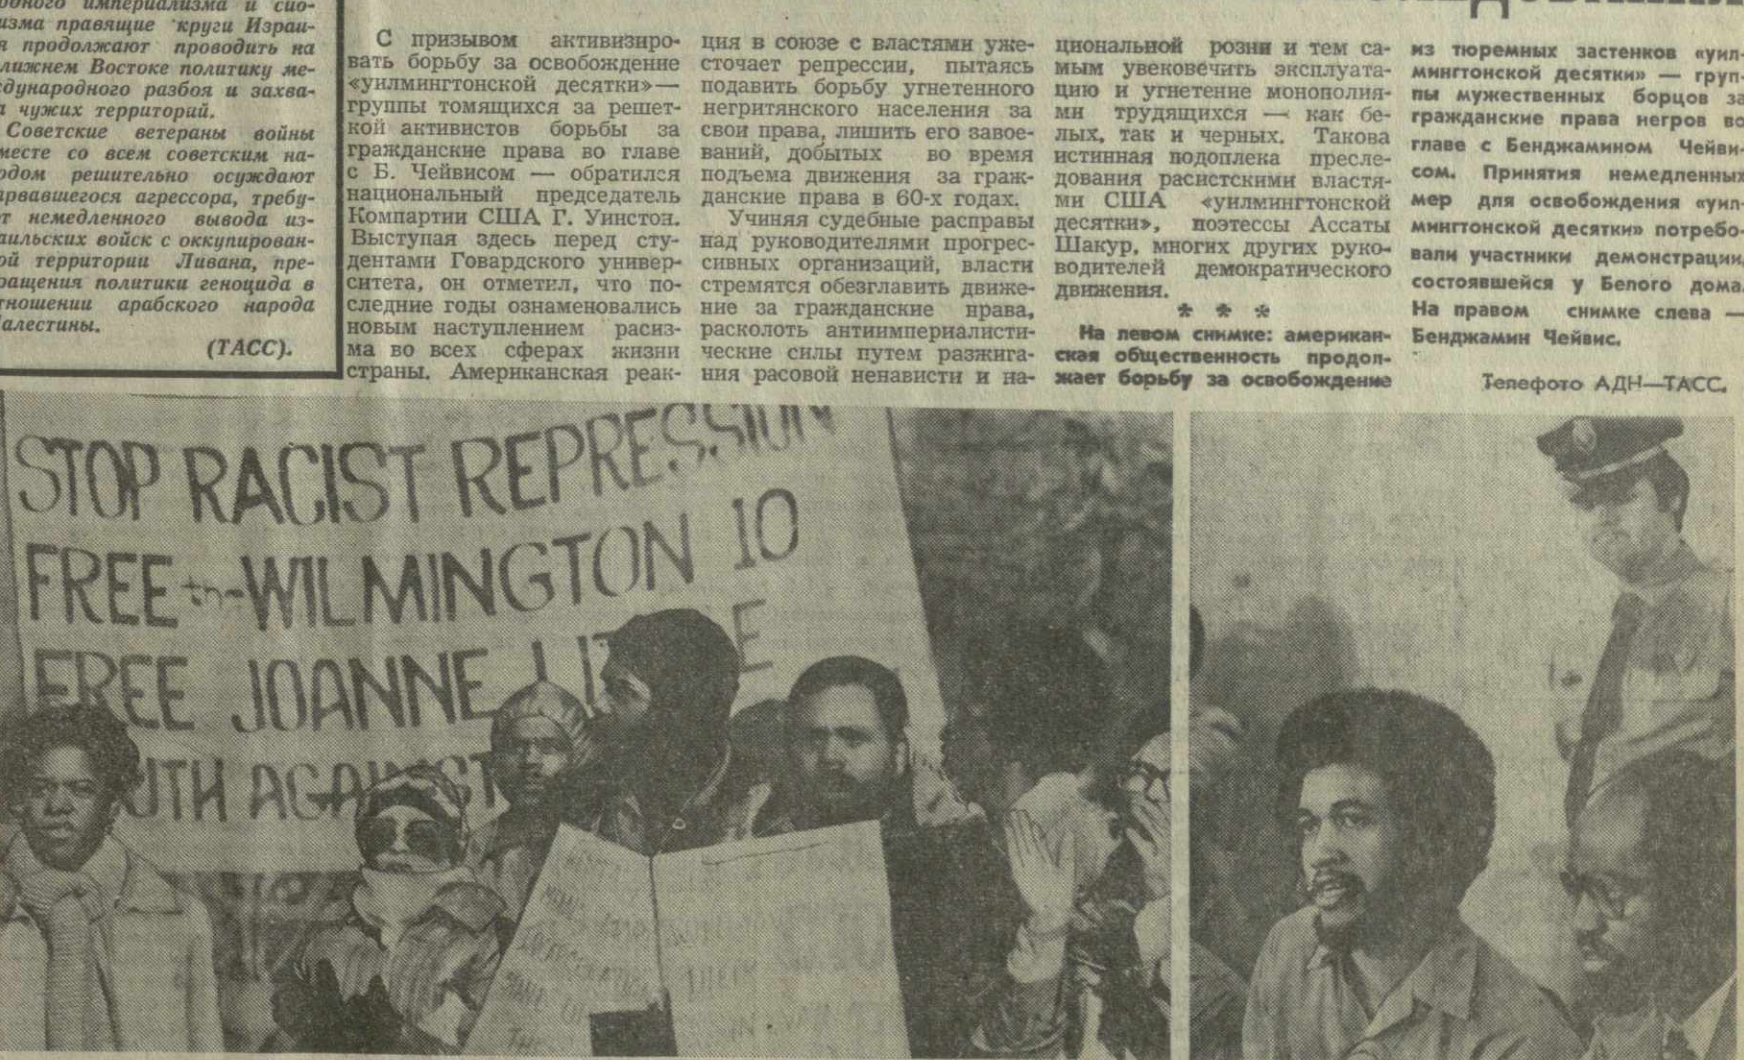 империализма и сио-
правящие круги Израи-
продолжают проводить на
Востоке политику ме-
разбоя и захва-
чужих территорий.
Советские ветераны войны
со всем советским на-
решительно осуждают
агрессора, требу-
немедленного вывода из-
войск с оккупирован-
территории Ливана, пре-
политики геноцида в
арабского народа
(ТАСС).
С призывом активизиро-
вать борьбу за освобождение
«уилмингтонской десятки»—
группы томящихся за решет-
кой активистов борьбы за
гражданские права во главе
с Б. Чейвисом — обратился
национальный председатель
Компартии США Г. Уинстон.
Выступая здесь перед сту-
дентами Говардского универ-
ситета, он отметил, что по-
следние годы ознаменовались
новым наступлением расиз-
ма во всех сферах жизни
страны. Американская реак-
ция в союзе с властями уже-
сточает репрессии, пытаясь
подавить борьбу угнетенного
негритянского населения за
свои права, лишить его завое-
ваний, добытых во время
подъема движения за граж-
данские права в 60-х годах.
Учиняя судебные расправы
над руководителями прогрес-
сивных организаций, власти
стремятся обезглавить движе-
ние за гражданские права,
расколоть антиимпериалисти-
ческие силы путем разжига-
ния расовой ненависти и на-
циональной розни и тем са-
мым увековечить эксплуата-
цию и угнетение монополия-
ми трудящихся — как бе-
лых, так и черных. Такова
истинная подоплека пресле-
дования расистскими властя-
ми США «уилмингтонской
десятки», поэтессы Ассаты
Шакур, многих других руко-
водителей демократического
движения.
* * *
На левом снимке: американ-
ская общественность продол-
жает борьбу за освобождение
из тюремных застенков «уил-
мингтонской десятки» — груп-
пы мужественных борцов за
гражданские права негров во
главе с Бенджамином Чейви-
сом. Принятия немедленных
мер для освобождения «уил-
мингтонской десятки» потребо-
вали участники демонстрации,
состоявшейся у Белого дома.
На правом снимке слева —
Бенджамин Чейвис.
Телефото АДН—ТАСС.
STOP RACIST REPRESSION
FREE the WILMINGTON 10
FREE JOANNE
AGAINST